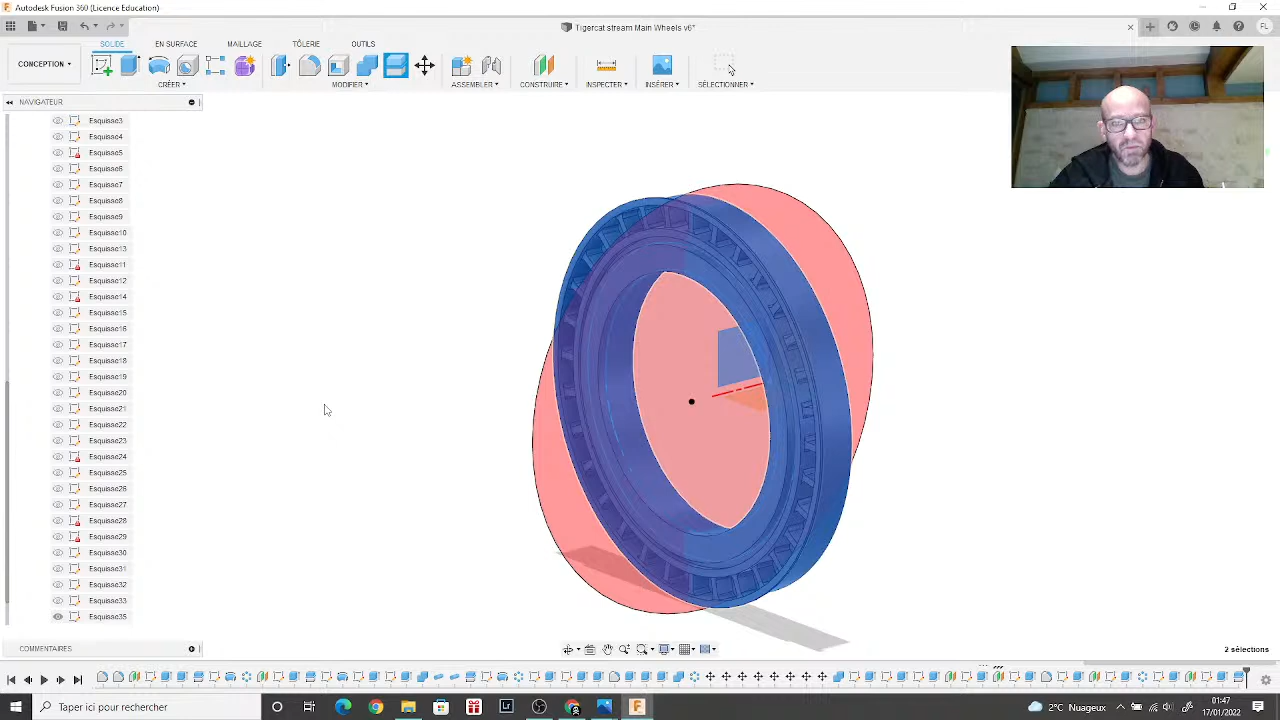 Autodesk Fusion 360 (Licence Education)
Tigercat stream Main Wheels v6*
FL
SOLIDE EN SURFACE MAILLAGE TÔLERIE OUTILS
CONCEPTION
CRÉER MODIFIER ASSEMBLER CONSTRUIRE INSPECTER INSÉRER SÉLECTIONNER
NAVIGATEUR
Esquisse3
Esquisse4
Esquisse5
Esquisse6
Esquisse7
Esquisse8
Esquisse9
Esquisse10
Esquisse13
Esquisse11
Esquisse12
Esquisse14
Esquisse15
Esquisse16
Esquisse17
Esquisse18
Esquisse19
Esquisse20
Esquisse21
Esquisse22
Esquisse23
Esquisse24
Esquisse25
Esquisse26
Esquisse27
Esquisse28
Esquisse29
Esquisse30
Esquisse31
Esquisse32
Esquisse33
Esquisse35
COMMENTAIRES
2 sélections
Taper ici pour rechercher
2°C Nuageux
01:47
17/01/2022